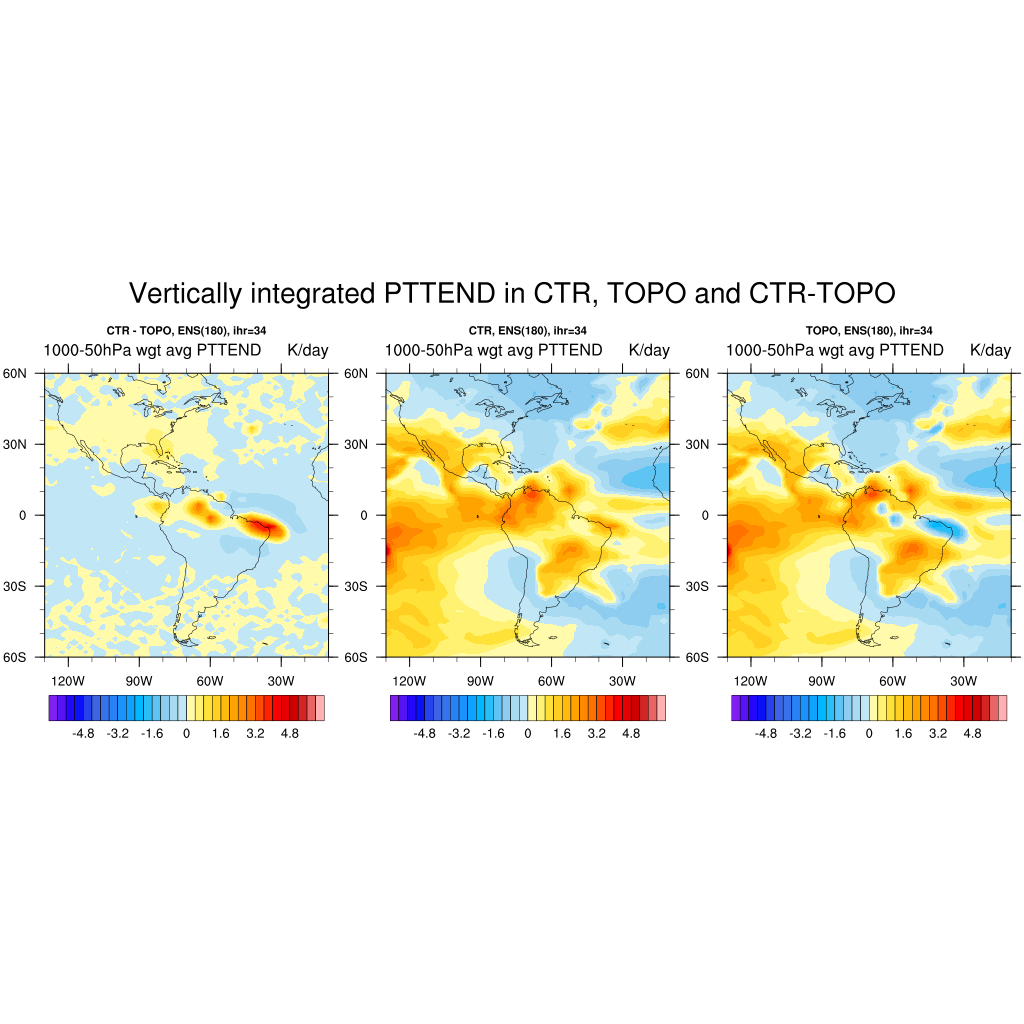 Vertically integrated PTTEND in CTR, TOPO and CTR-TOPO
CTR - TOPO, ENS(180), ihr=34
1000-50hPa wgt avg PTTEND K/day
60N
30N
0
30S
60S
120W 90W 60W 30W
-4.8 -3.2 -1.6 0 1.6 3.2 4.8
CTR, ENS(180), ihr=34
1000-50hPa wgt avg PTTEND K/day
60N
30N
0
30S
60S
120W 90W 60W 30W
-4.8 -3.2 -1.6 0 1.6 3.2 4.8
TOPO, ENS(180), ihr=34
1000-50hPa wgt avg PTTEND K/day
60N
30N
0
30S
60S
120W 90W 60W 30W
-4.8 -3.2 -1.6 0 1.6 3.2 4.8